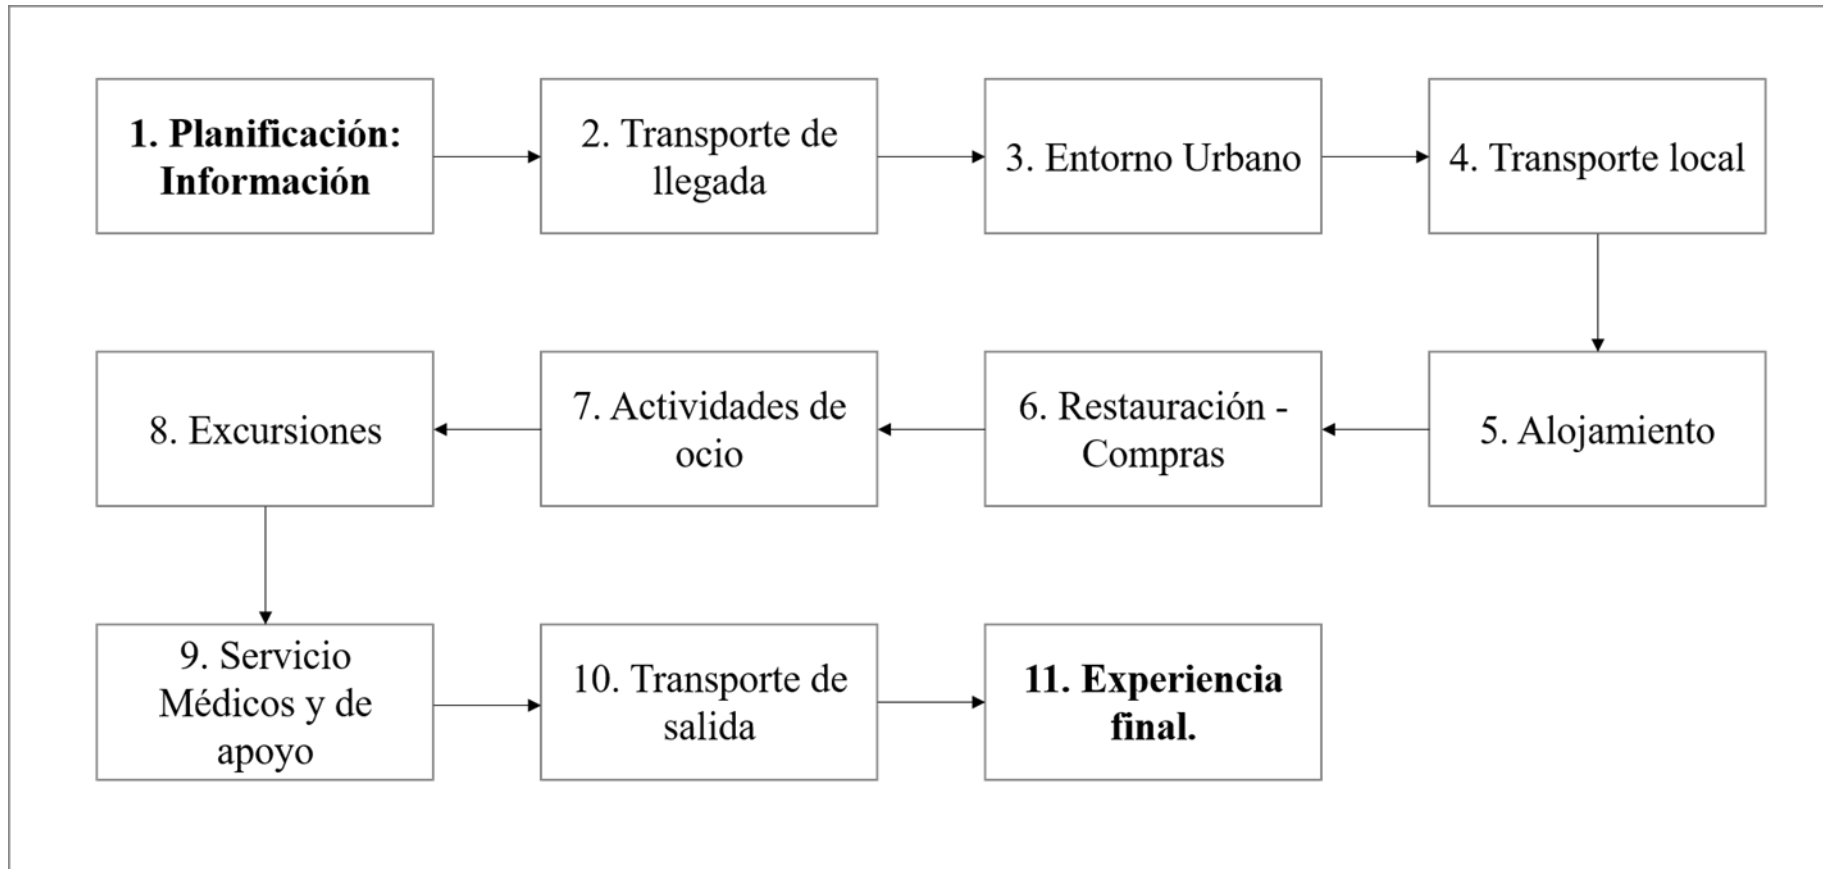 1. Planificación:
Información
2. Transporte de
llegada
3. Entorno Urbano
4. Transporte local
5. Alojamiento
6. Restauración -
Compras
7. Actividades de
ocio
8. Excursiones
9. Servicio
Médicos y de
apoyo
10. Transporte de
salida
11. Experiencia
final.